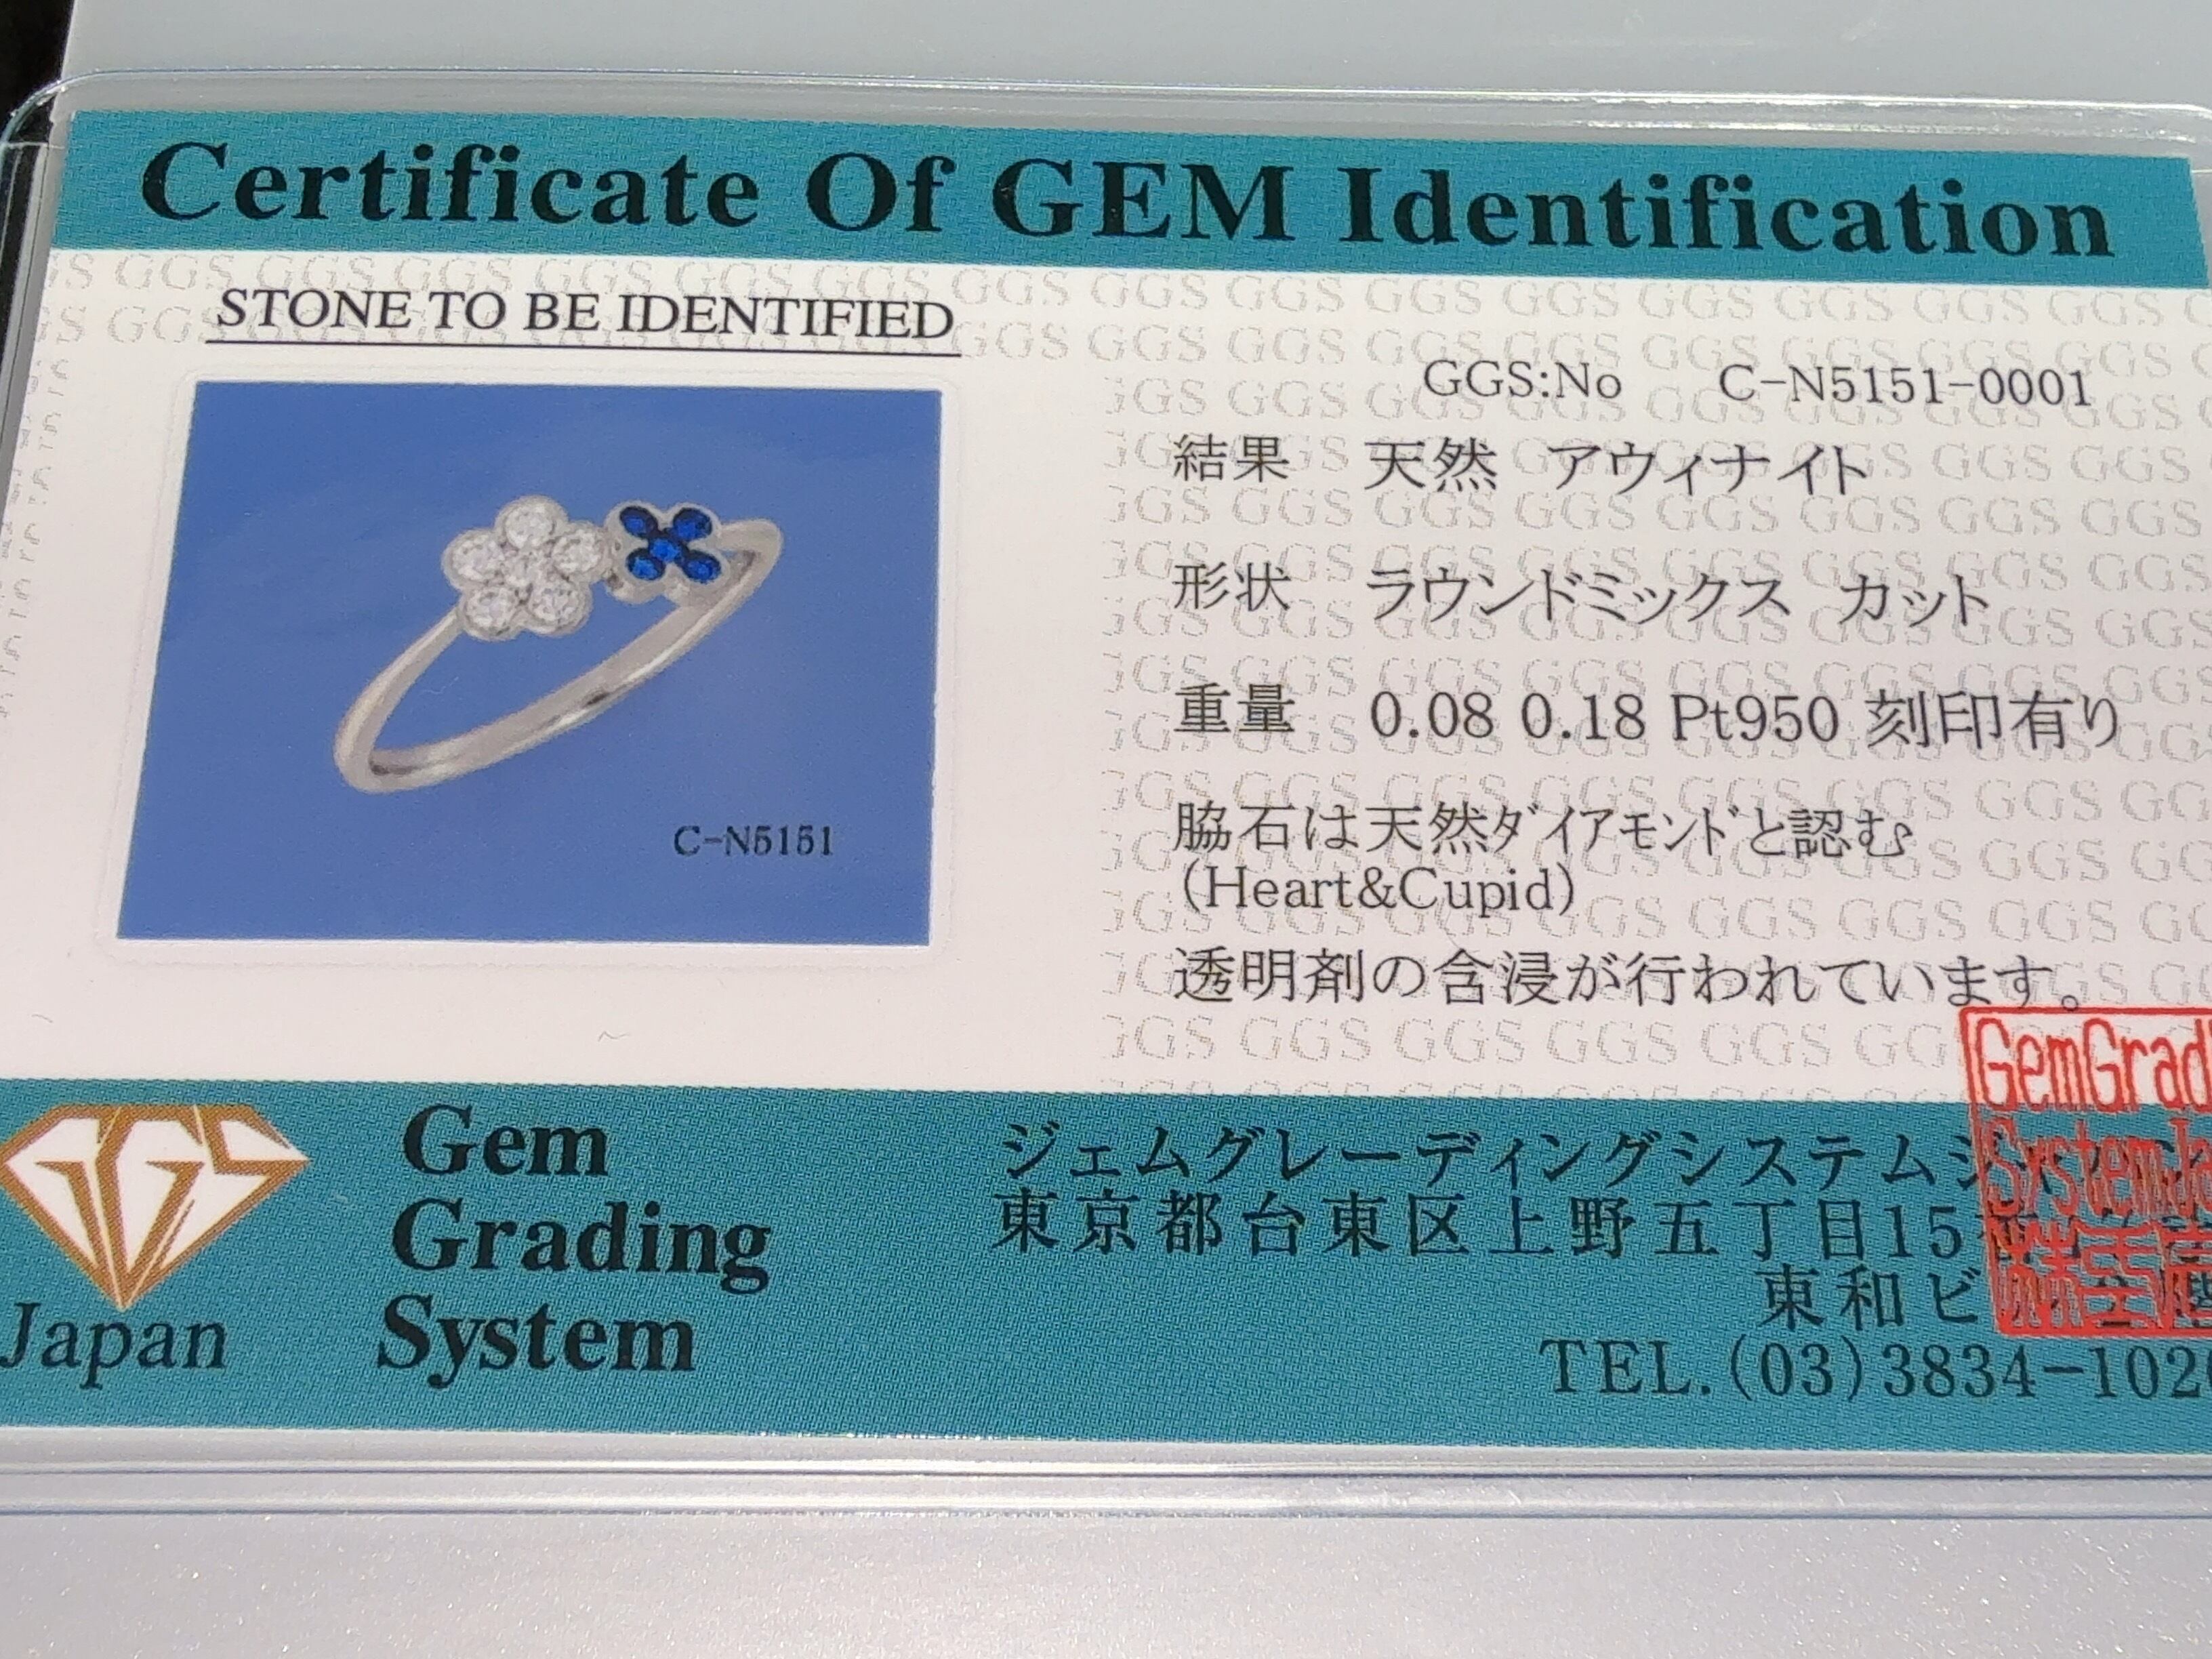 Certificate Of GEM Identification
STONE TO BE IDENTIFIED
C-N5151
GGS:No C-N5151-0001
結果 天然 アウィナイト
形状 ラウンドミックス カット
重量 0.08 0.18 Pt950 刻印有り
脇石は天然ダイアモンドと認む
(Heart&Cupid)
透明剤の含浸が行われています。
GGS
Japan
Gem
Grading
System
ジェムグレーディングシステム
東京都台東区上野五丁目15
東和ビ
TEL.(03)3834-102
GemGrad
System